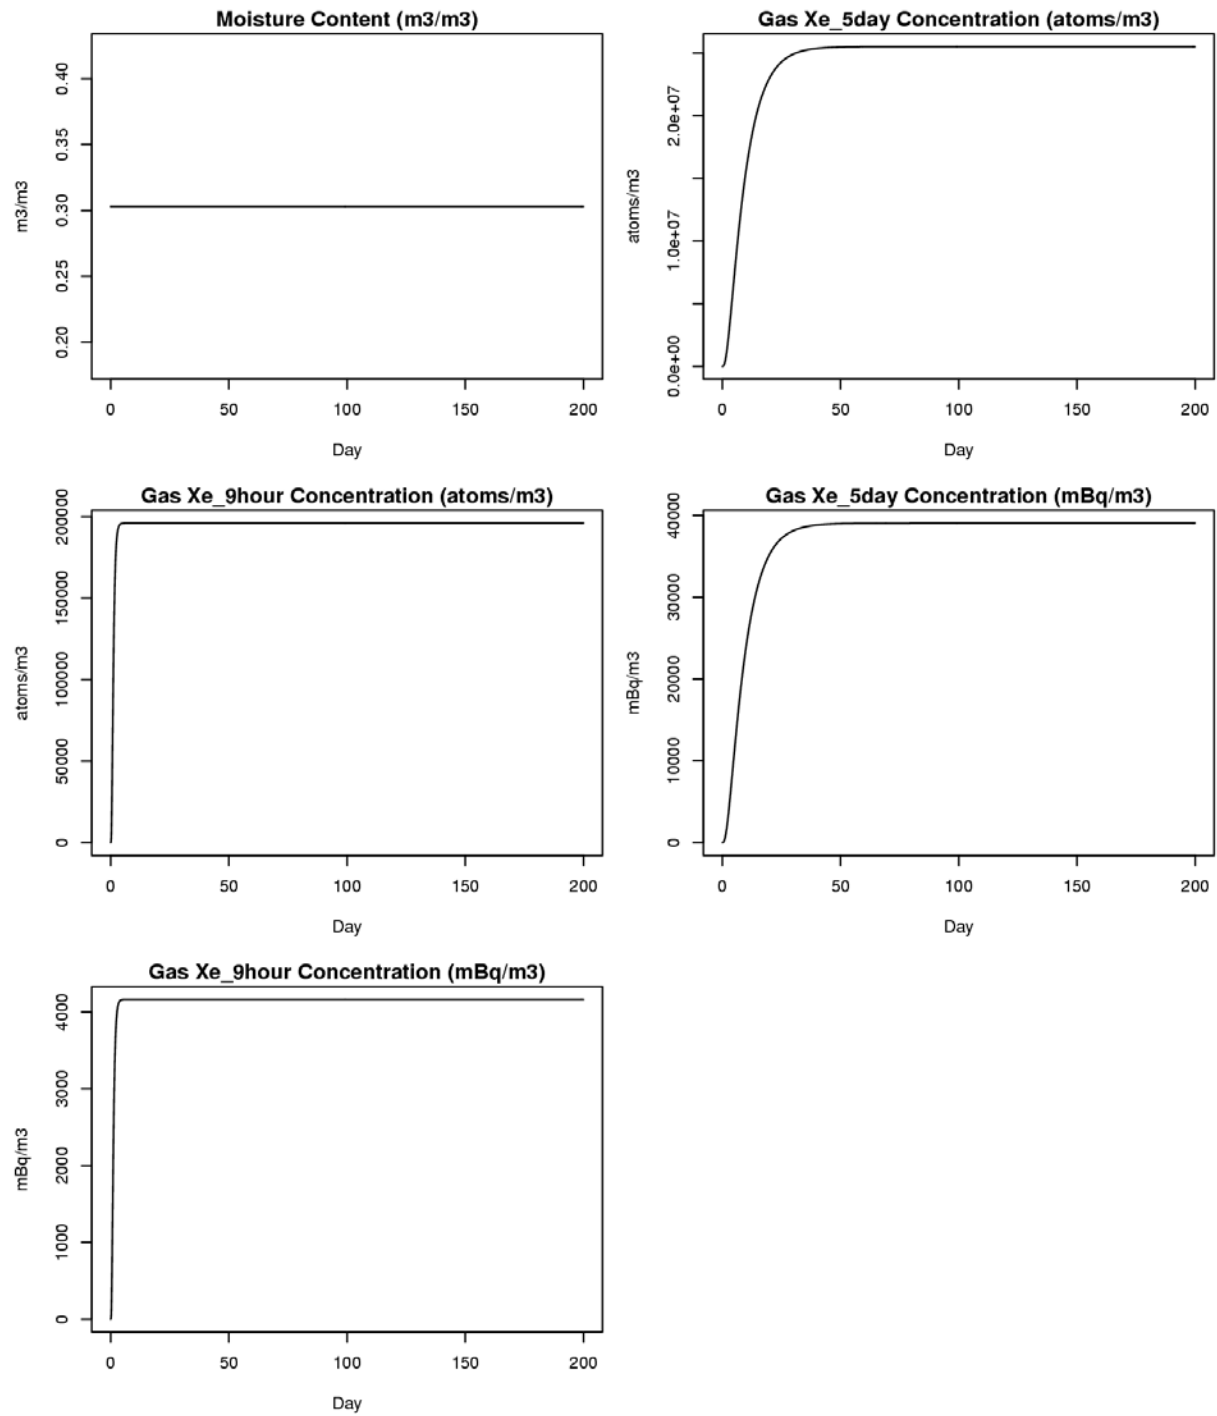 Moisture Content (m3/m3)
m3/m3
0.40
0.35
0.30
0.25
0.20
0 50 100 150 200
Day
Gas Xe_5day Concentration (atoms/m3)
atoms/m3
2.0e+07
1.0e+07
0.0e+00
0 50 100 150 200
Day
Gas Xe_9hour Concentration (atoms/m3)
atoms/m3
200000
150000
100000
50000
0
0 50 100 150 200
Day
Gas Xe_5day Concentration (mBq/m3)
mBq/m3
40000
30000
20000
10000
0
0 50 100 150 200
Day
Gas Xe_9hour Concentration (mBq/m3)
mBq/m3
4000
3000
2000
1000
0
0 50 100 150 200
Day